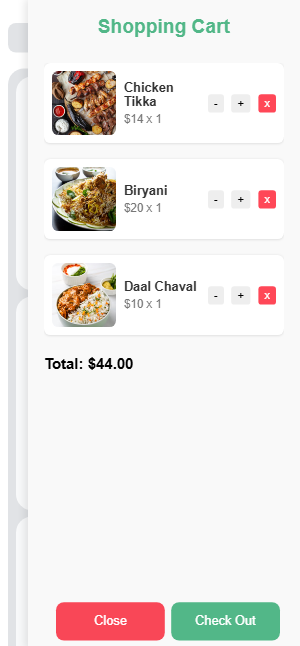 Shopping Cart
Chicken
Tikka
$14 x 1
- + x
Biryani
$20 x 1
- + x
Daal Chaval
$10 x 1
- + x
Total: $44.00
Close Check Out